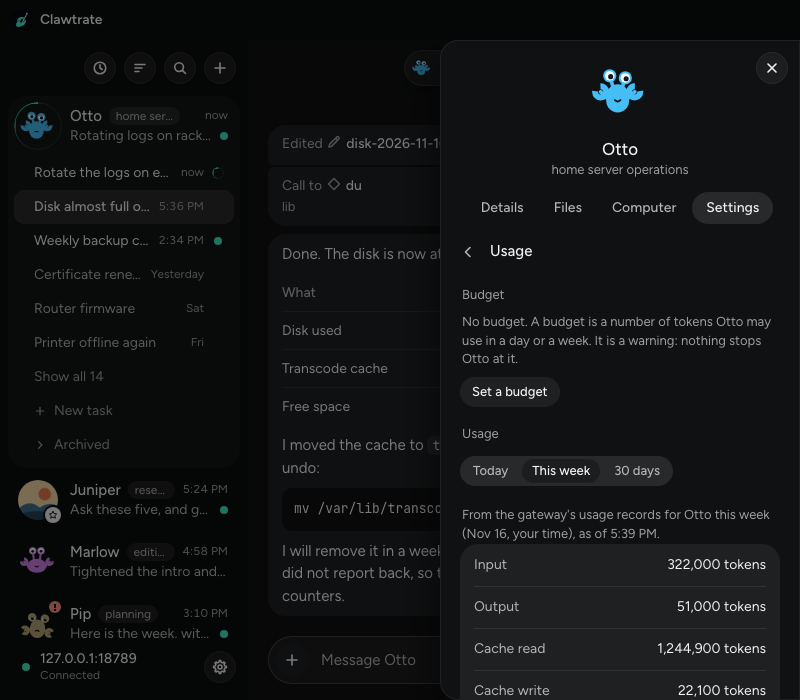 Clawtrate
Otto home ser... now
Rotating logs on rack...
Rotate the logs on e... now
Disk almost full o... 5:36 PM
Weekly backup c... 2:34 PM
Certificate rene... Yesterday
Router firmware Sat
Printer offline again Fri
Show all 14
+ New task
> Archived
Juniper rese... 5:24 PM
Ask these five, and g...
Marlow editi... 4:58 PM
Tightened the intro and...
Pip planning 3:10 PM
Here is the week. wit...
127.0.0.1:18789
Connected
Edited disk-2026-11-1
Call to du
lib
Done. The disk is now at
What
Disk used
Transcode cache
Free space
I moved the cache to
undo:
mv /var/lib/transco
I will remove it in a week
did not report back, so t
counters.
+ Message Otto
Otto
home server operations
Details Files Computer Settings
< Usage
Budget
No budget. A budget is a number of tokens Otto may
use in a day or a week. It is a warning: nothing stops
Otto at it.
Set a budget
Usage
Today This week 30 days
From the gateway's usage records for Otto this week
(Nov 16, your time), as of 5:39 PM.
Input 322,000 tokens
Output 51,000 tokens
Cache read 1,244,900 tokens
Cache write 22,100 tokens